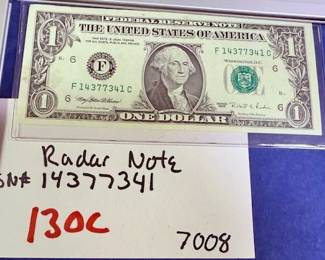 FEDERAL RESERVE NOTE
THE UNITED STATES OF AMERICA
1
1
F 14377341 C
WASHINGTON, D.C.
6
6
F
F 14377341 C
6
6
ONE DOLLAR
1
1
Radar Note
SN# 14377341
130C
7008